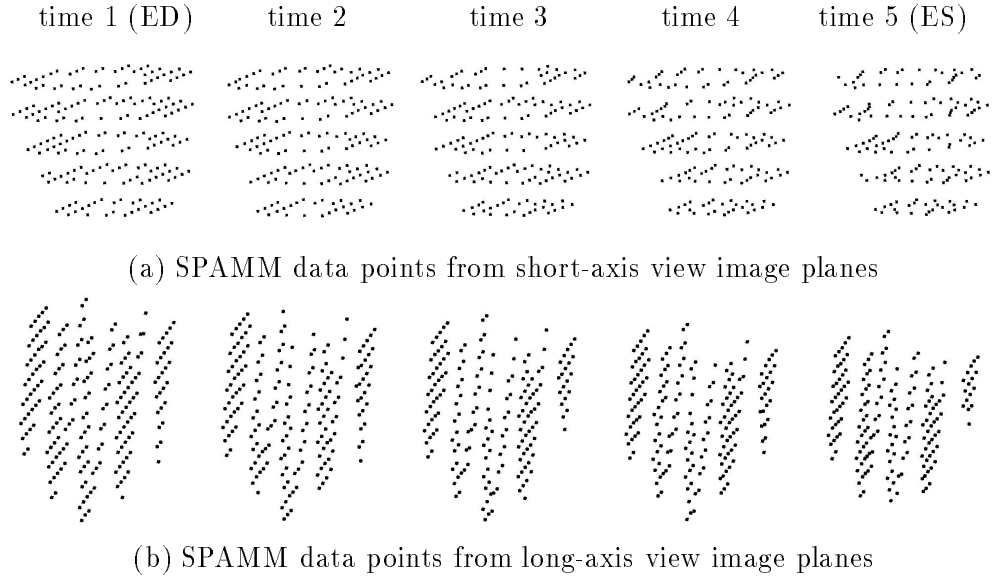 time 1 (ED) time 2 time 3 time 4 time 5 (ES)
(a) SPAMM data points from short-axis view image planes
(b) SPAMM data points from long-axis view image planes